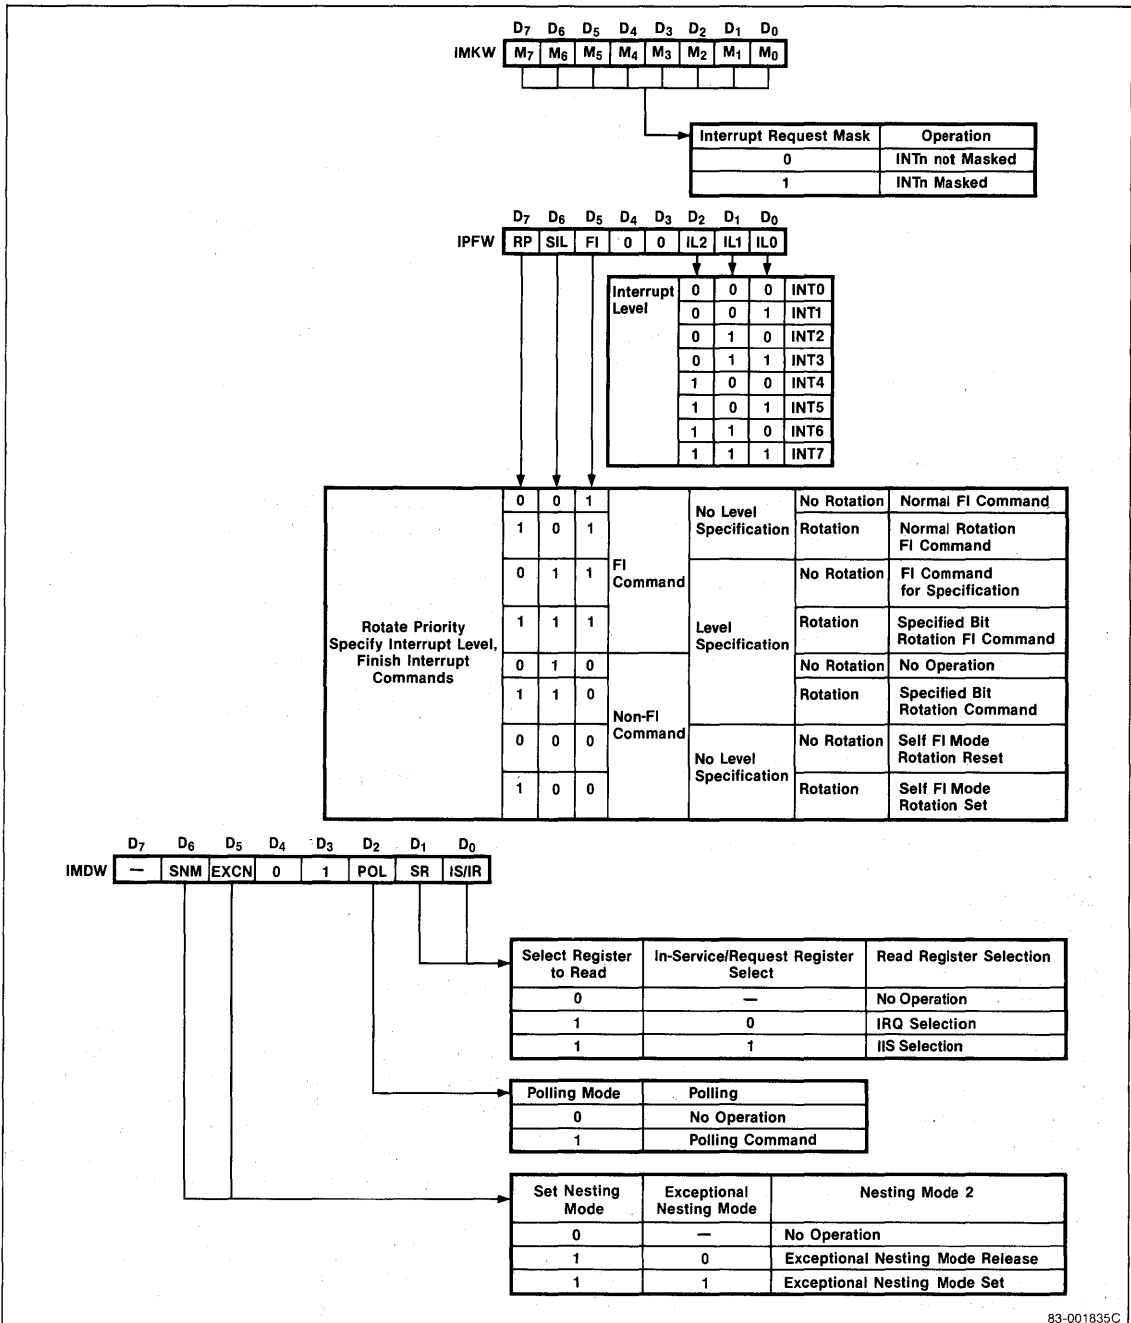 D7 D6 D5 D4 D3 D2 D1 D0
IMKW M7 M6 M5 M4 M3 M2 M1 M0
Interrupt Request Mask Operation
0 INTn not Masked
1 INTn Masked
D7 D6 D5 D4 D3 D2 D1 D0
IPFW RP SIL FI 0 0 IL2 IL1 IL0
Interrupt Level
0 0 0 INT0
0 0 1 INT1
0 1 0 INT2
0 1 1 INT3
1 0 0 INT4
1 0 1 INT5
1 1 0 INT6
1 1 1 INT7
Rotate Priority
Specify Interrupt Level,
Finish Interrupt
Commands
FI Command
No Level Specification
0 0 1 No Rotation Normal FI Command
1 0 1 Rotation Normal Rotation FI Command
Level Specification
0 1 1 No Rotation FI Command for Specification
1 1 1 Rotation Specified Bit Rotation FI Command
Non-FI Command
0 1 0 No Rotation No Operation
1 1 0 Rotation Specified Bit Rotation Command
No Level Specification
0 0 0 No Rotation Self FI Mode Rotation Reset
1 0 0 Rotation Self FI Mode Rotation Set
D7 D6 D5 D4 D3 D2 D1 D0
IMDW — SNM EXCN 0 1 POL SR IS/IR
Select Register to Read In-Service/Request Register Select Read Register Selection
0 — No Operation
1 0 IRQ Selection
1 1 IIS Selection
Polling Mode Polling
0 No Operation
1 Polling Command
Set Nesting Mode Exceptional Nesting Mode Nesting Mode 2
0 — No Operation
1 0 Exceptional Nesting Mode Release
1 1 Exceptional Nesting Mode Set
83-001835C